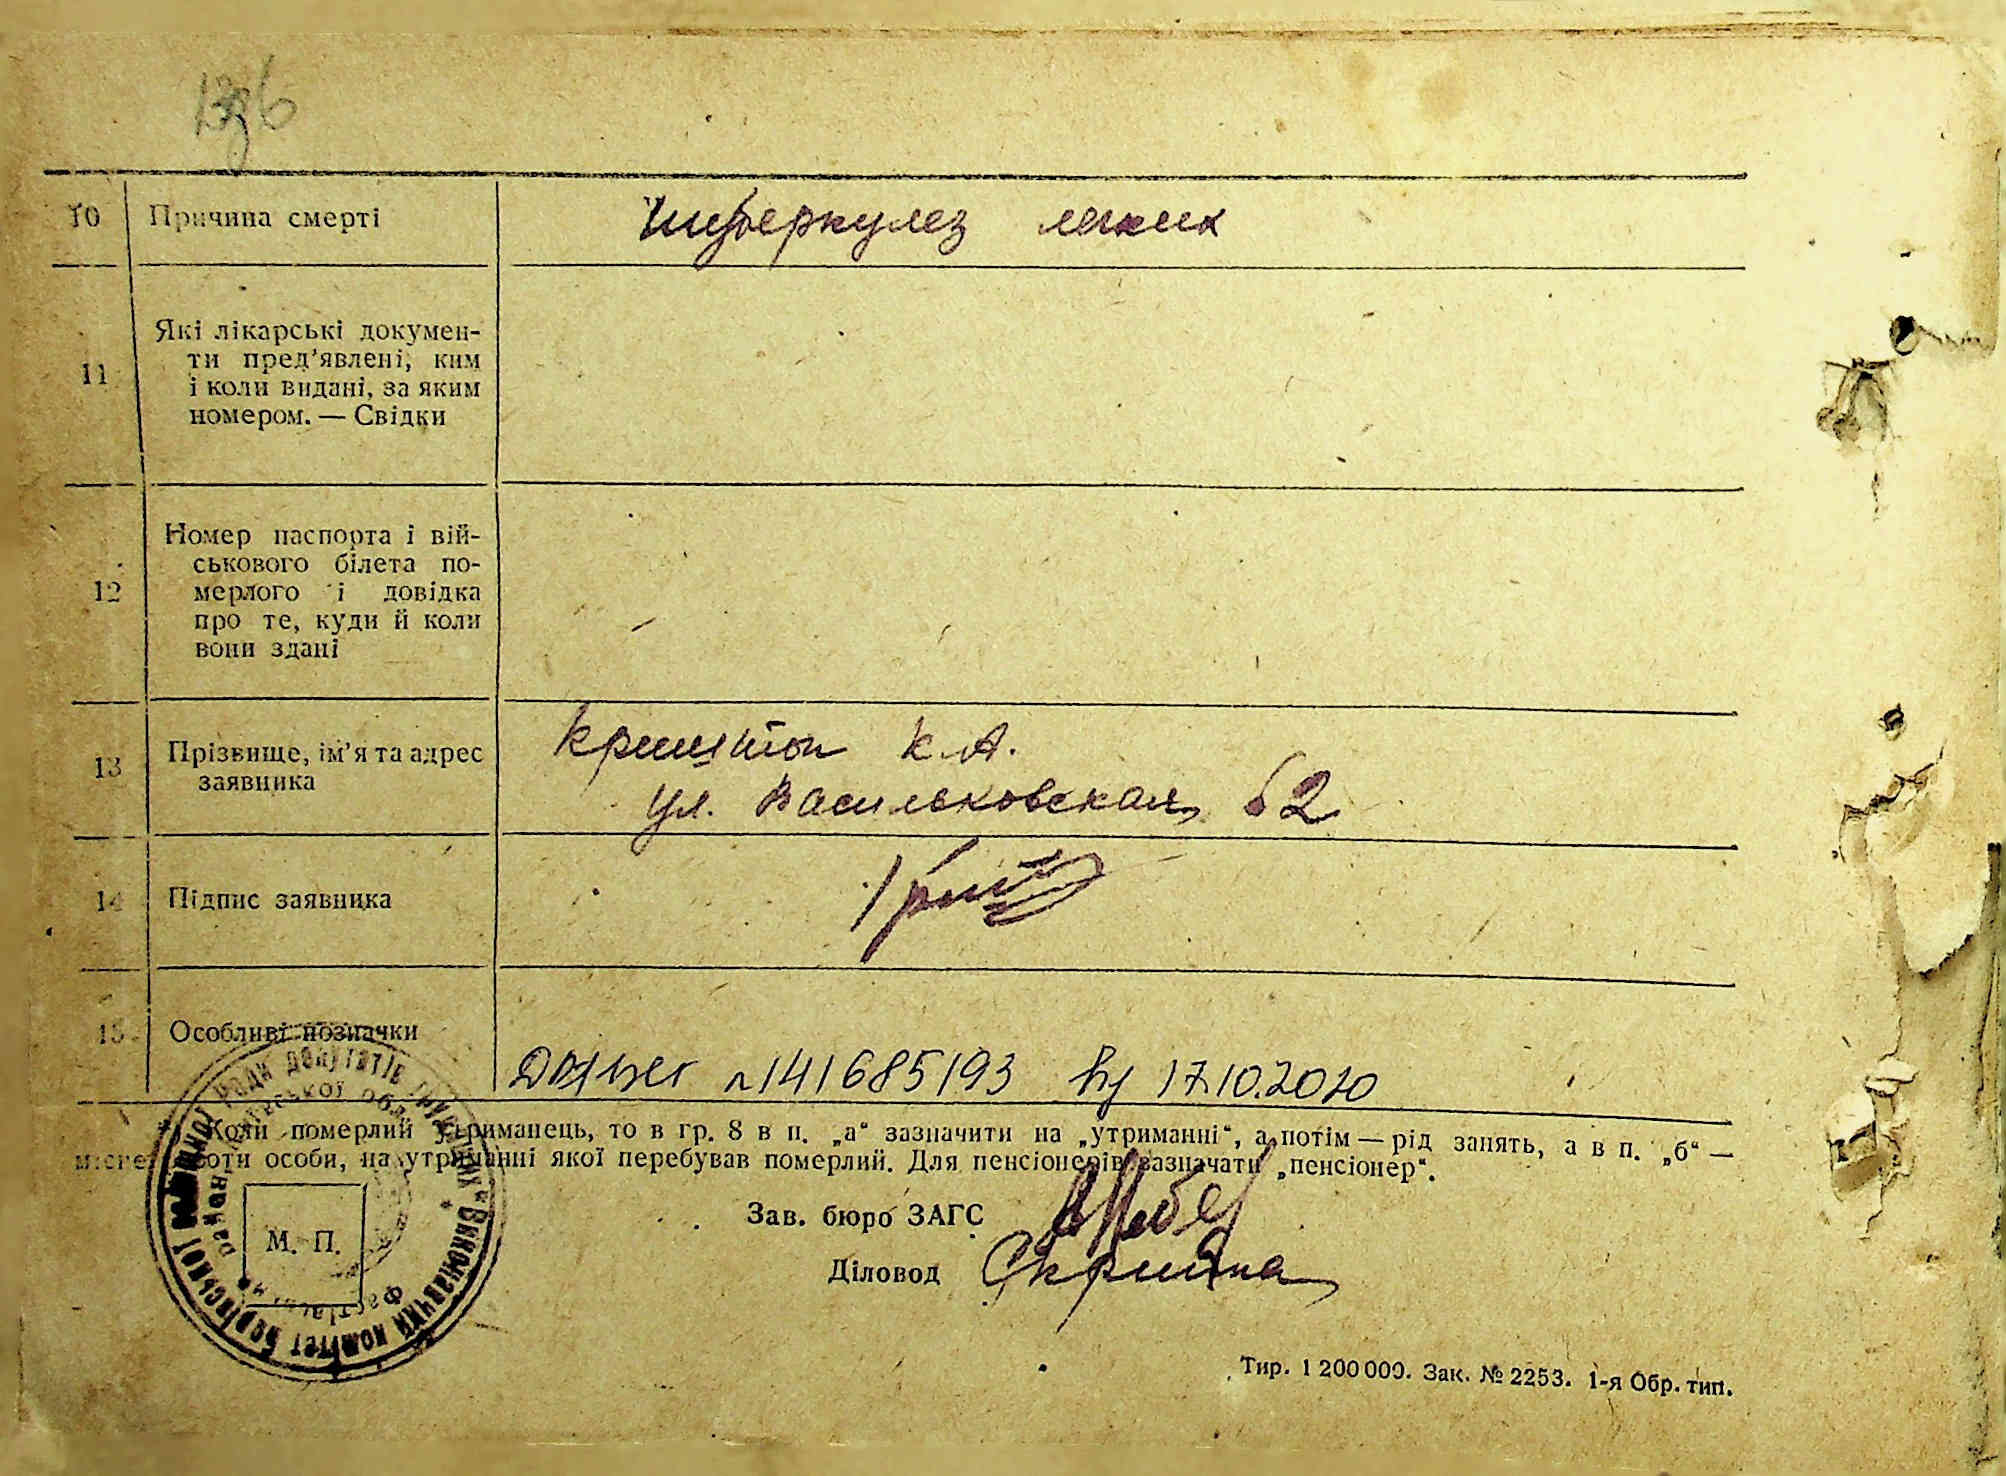 10 Причина смерті
Туберкулез легких
11 Які лікарські докумен-
ти пред'явлені, ким
і коли видані, за яким
номером. — Свідки
12 Номер паспорта і вій-
ськового білета по-
мерлого і довідка
про те, куди й коли
вони здані
13 Прізвище, ім'я та адрес
заявника
Криштоп К.А.
ул. Васильковская 62
14 Підпис заявника
15 Особливі позначки
141685193 17.10.2010
Коли померлий утриманець, то в гр. 8 в п. „а“ зазначити на „утриманні“, а потім — рід занять, а в п. „б“ —
місце роботи особи, на утриманні якої перебував померлий. Для пенсіонерів зазначати „пенсіонер“.
Зав. бюро ЗАГС
Діловод
М. П.
Тир. 1 200 000. Зак. № 2253. 1-я Обр. тип.